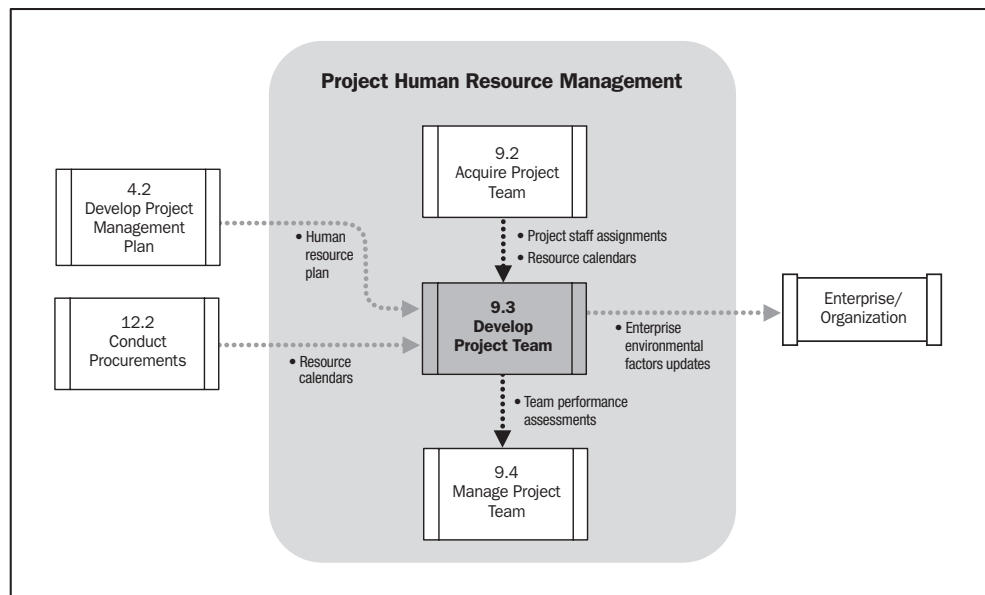 Project Human Resource Management
9.2
Acquire Project
Team
4.2
Develop Project
Management
Plan
• Project staff assignments
• Resource calendars
• Human
resource
plan
9.3
Develop
Project Team
Enterprise/
Organization
12.2
Conduct
Procurements
• Resource
calendars
• Enterprise
environmental
factors updates
• Team performance
assessments
9.4
Manage Project
Team